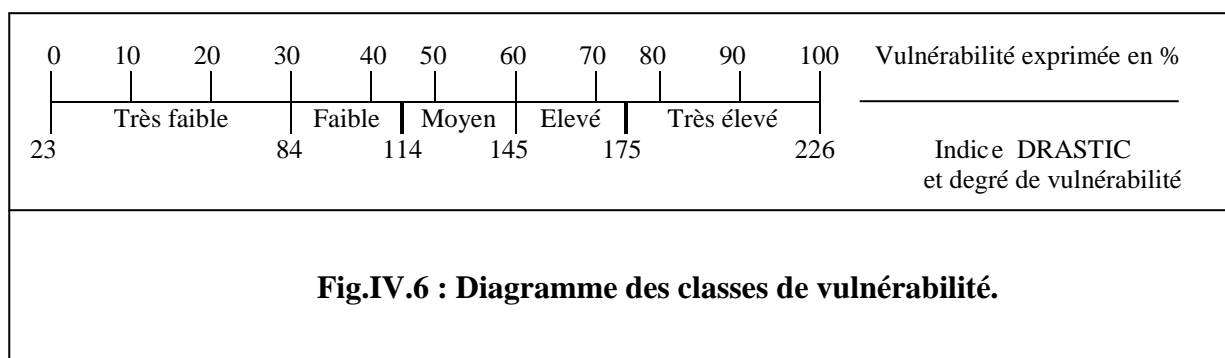 0 10 20 30 40 50 60 70 80 90 100 Vulnérabilité exprimée en %
Très faible Faible Moyen Elevé Très élevé
23 84 114 145 175 226 Indice DRASTIC
et degré de vulnérabilité
Fig.IV.6 : Diagramme des classes de vulnérabilité.